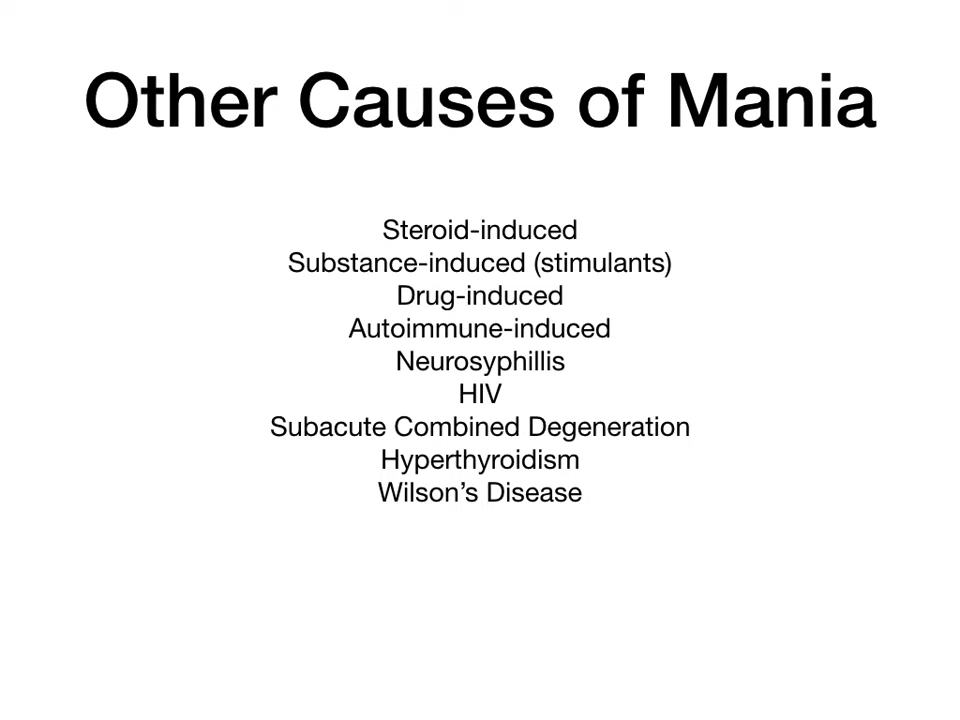 Other Causes of Mania
Steroid-induced
Substance-induced (stimulants)
Drug-induced
Autoimmune-induced
Neurosyphillis
HIV
Subacute Combined Degeneration
Hyperthyroidism
Wilson’s Disease